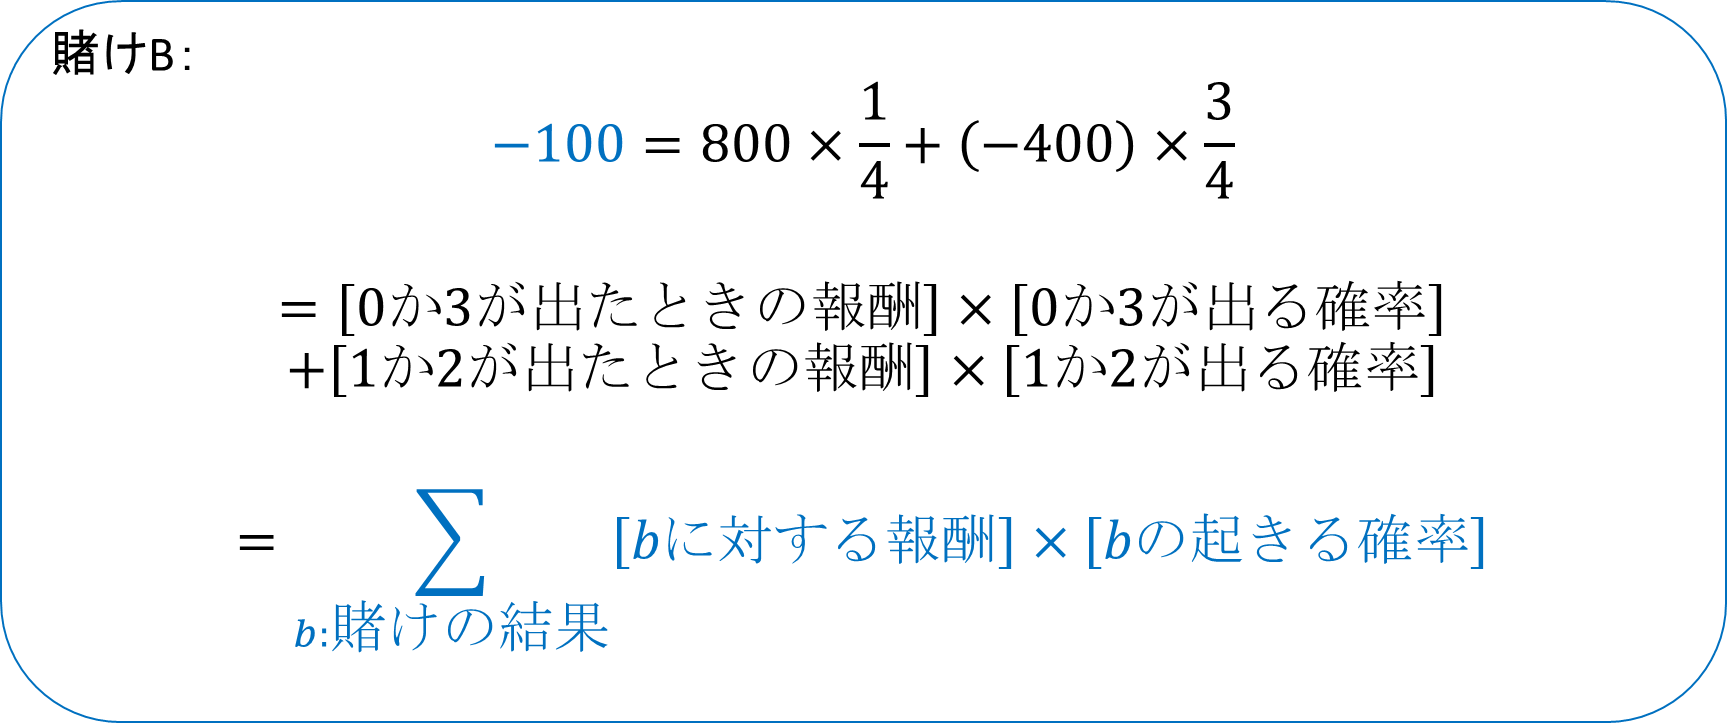 賭けB：
−100 = 800 × 1/4 + (−400) × 3/4
= [0か3が出たときの報酬] × [0か3が出る確率]
+[1か2が出たときの報酬] × [1か2が出る確率]
= ∑ [bに対する報酬] × [bの起きる確率]
b:賭けの結果